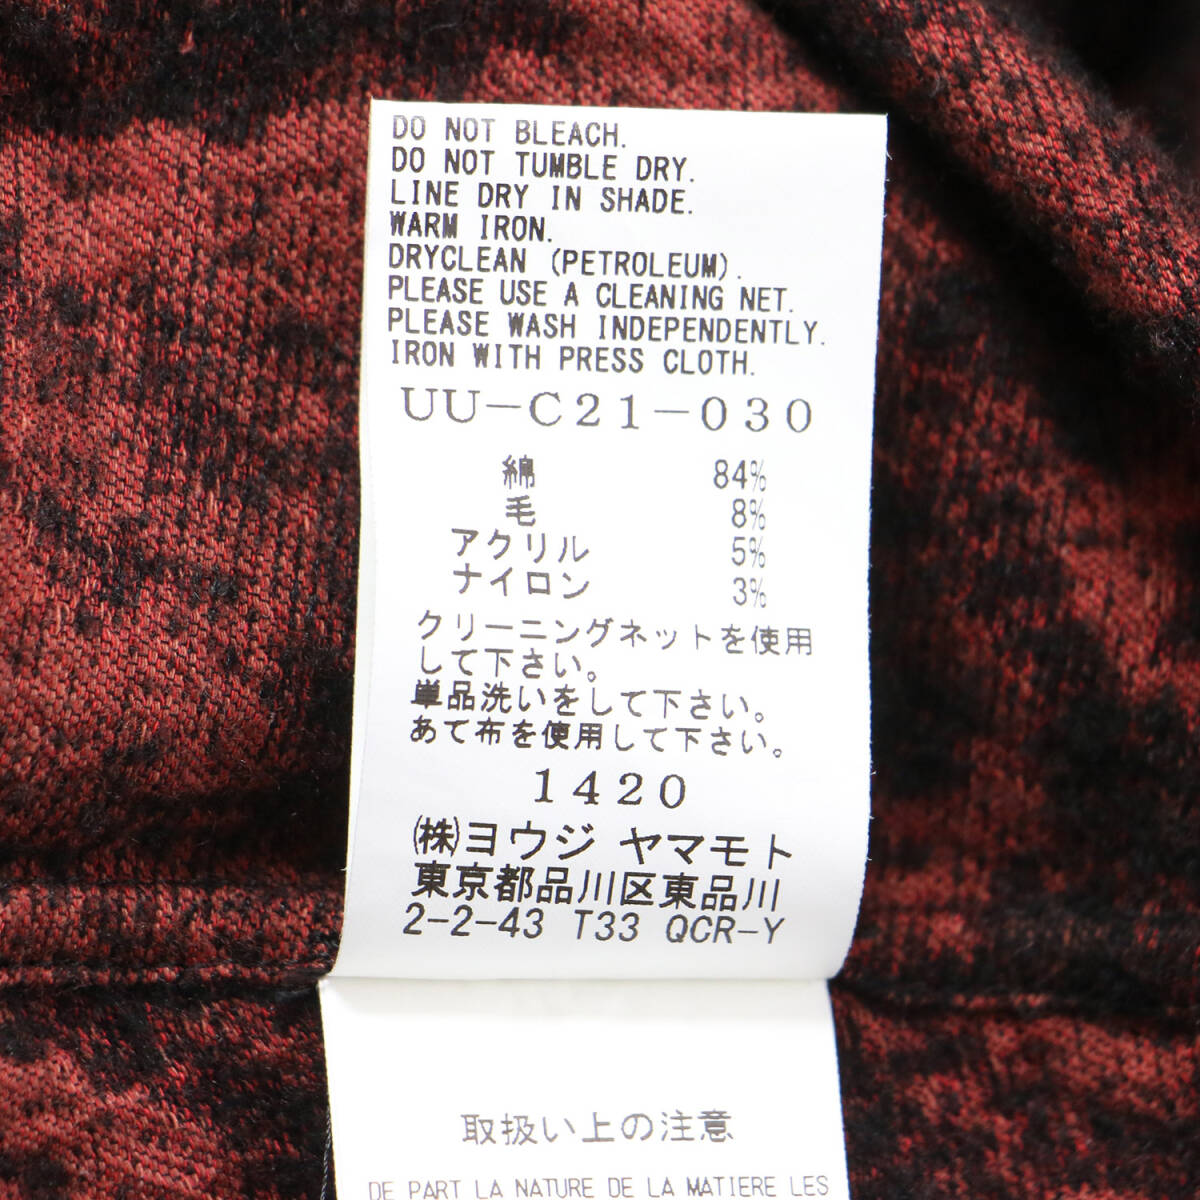 DO NOT BLEACH.
DO NOT TUMBLE DRY.
LINE DRY IN SHADE.
WARM IRON.
DRYCLEAN (PETROLEUM).
PLEASE USE A CLEANING NET.
PLEASE WASH INDEPENDENTLY.
IRON WITH PRESS CLOTH.
UU-C21-030
綿 84%
毛 8%
アクリル 5%
ナイロン 3%
クリーニングネットを使用
して下さい。
単品洗いをして下さい。
あて布を使用して下さい。
1420
㈱ヨウジ ヤマモト
東京都品川区東品川
2-2-43 T33 QCR-Y
取扱い上の注意
DE PART LA NATURE DE LA MATIERE LES